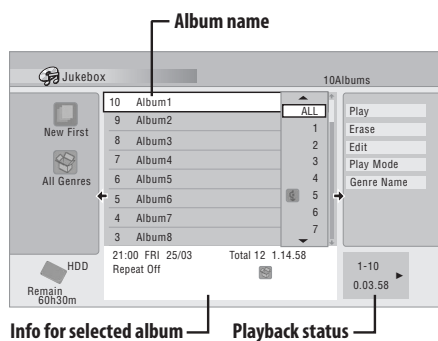 Album name
Jukebox
10Albums
New First
All Genres
10 Album1
9 Album2
8 Album3
7 Album4
6 Album5
5 Album6
4 Album7
3 Album8
ALL
1
2
3
4
G 5
6
7
Play
Erase
Edit
Play Mode
Genre Name
21:00 FRI 25/03 Total 12 1.14.58
Repeat Off
HDD
Remain
60h30m
1-10
0.03.58
Info for selected album
Playback status